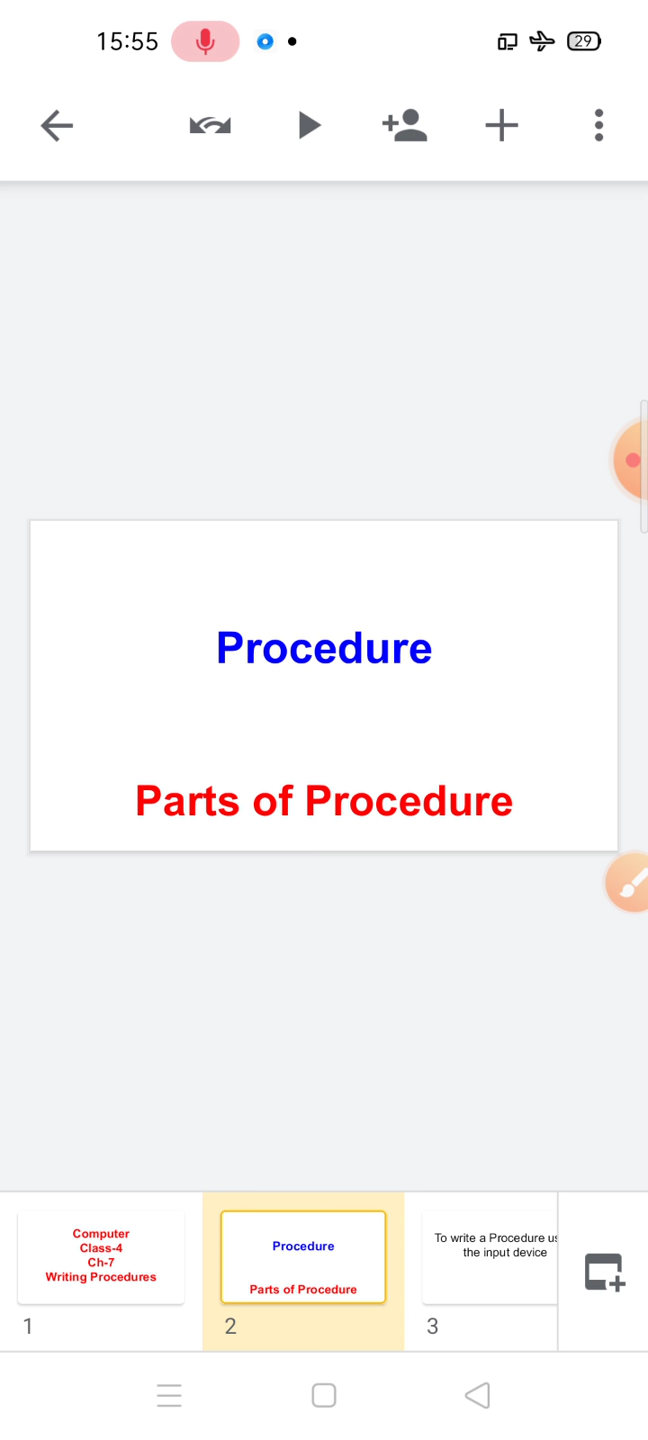 15:55
29
Procedure
Parts of Procedure
Computer
Class-4
Ch-7
Writing Procedures
1
Procedure
Parts of Procedure
2
To write a Procedure
the input device
3